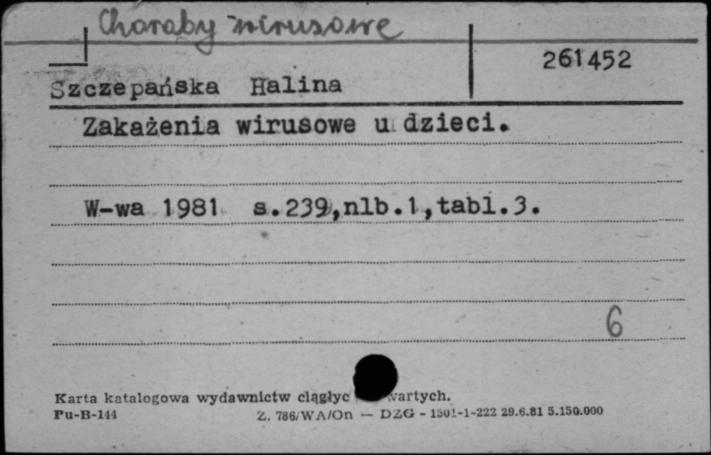 Choroby wirusowe
261452
Szczepańska Halina
Zakażenia wirusowe u dzieci.
W-wa 1981 s.239,nlb.1,tabl.3.
6
Karta katalogowa wydawnictw ciągłyc wartych.
Pu-B-144 Z. 786/WA/On — DZG - 1501-1-222 29.6.81 5.150.000